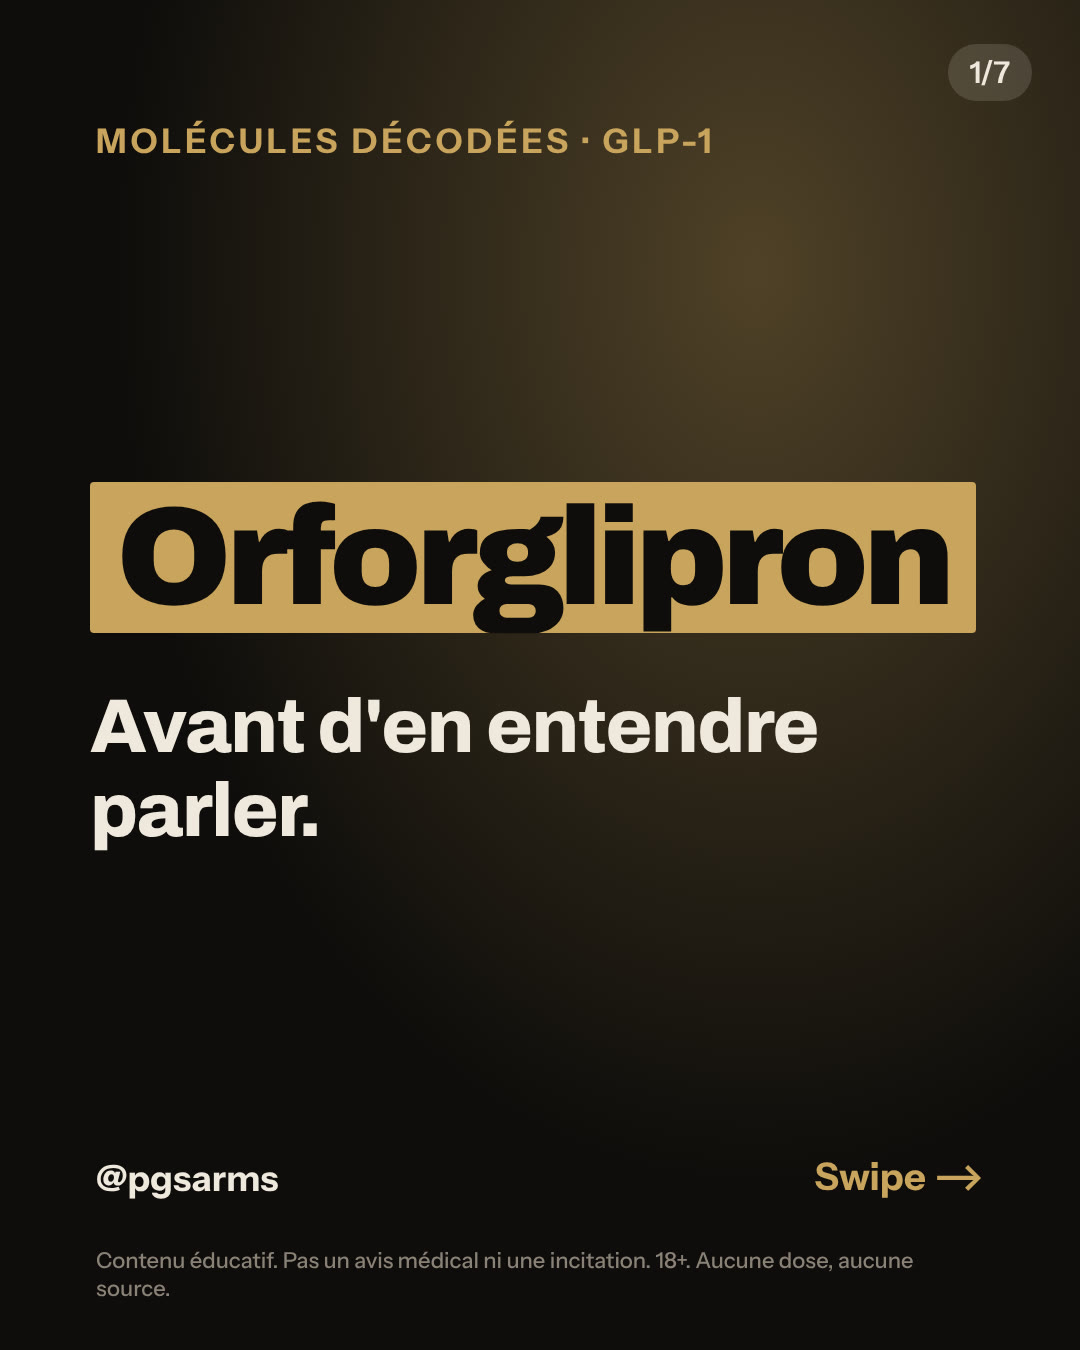 1/7
MOLÉCULES DÉCODÉES · GLP-1
Orforglipron
Avant d'en entendre
parler.
@pgsarms
Swipe →
Contenu éducatif. Pas un avis médical ni une incitation. 18+. Aucune dose, aucune
source.